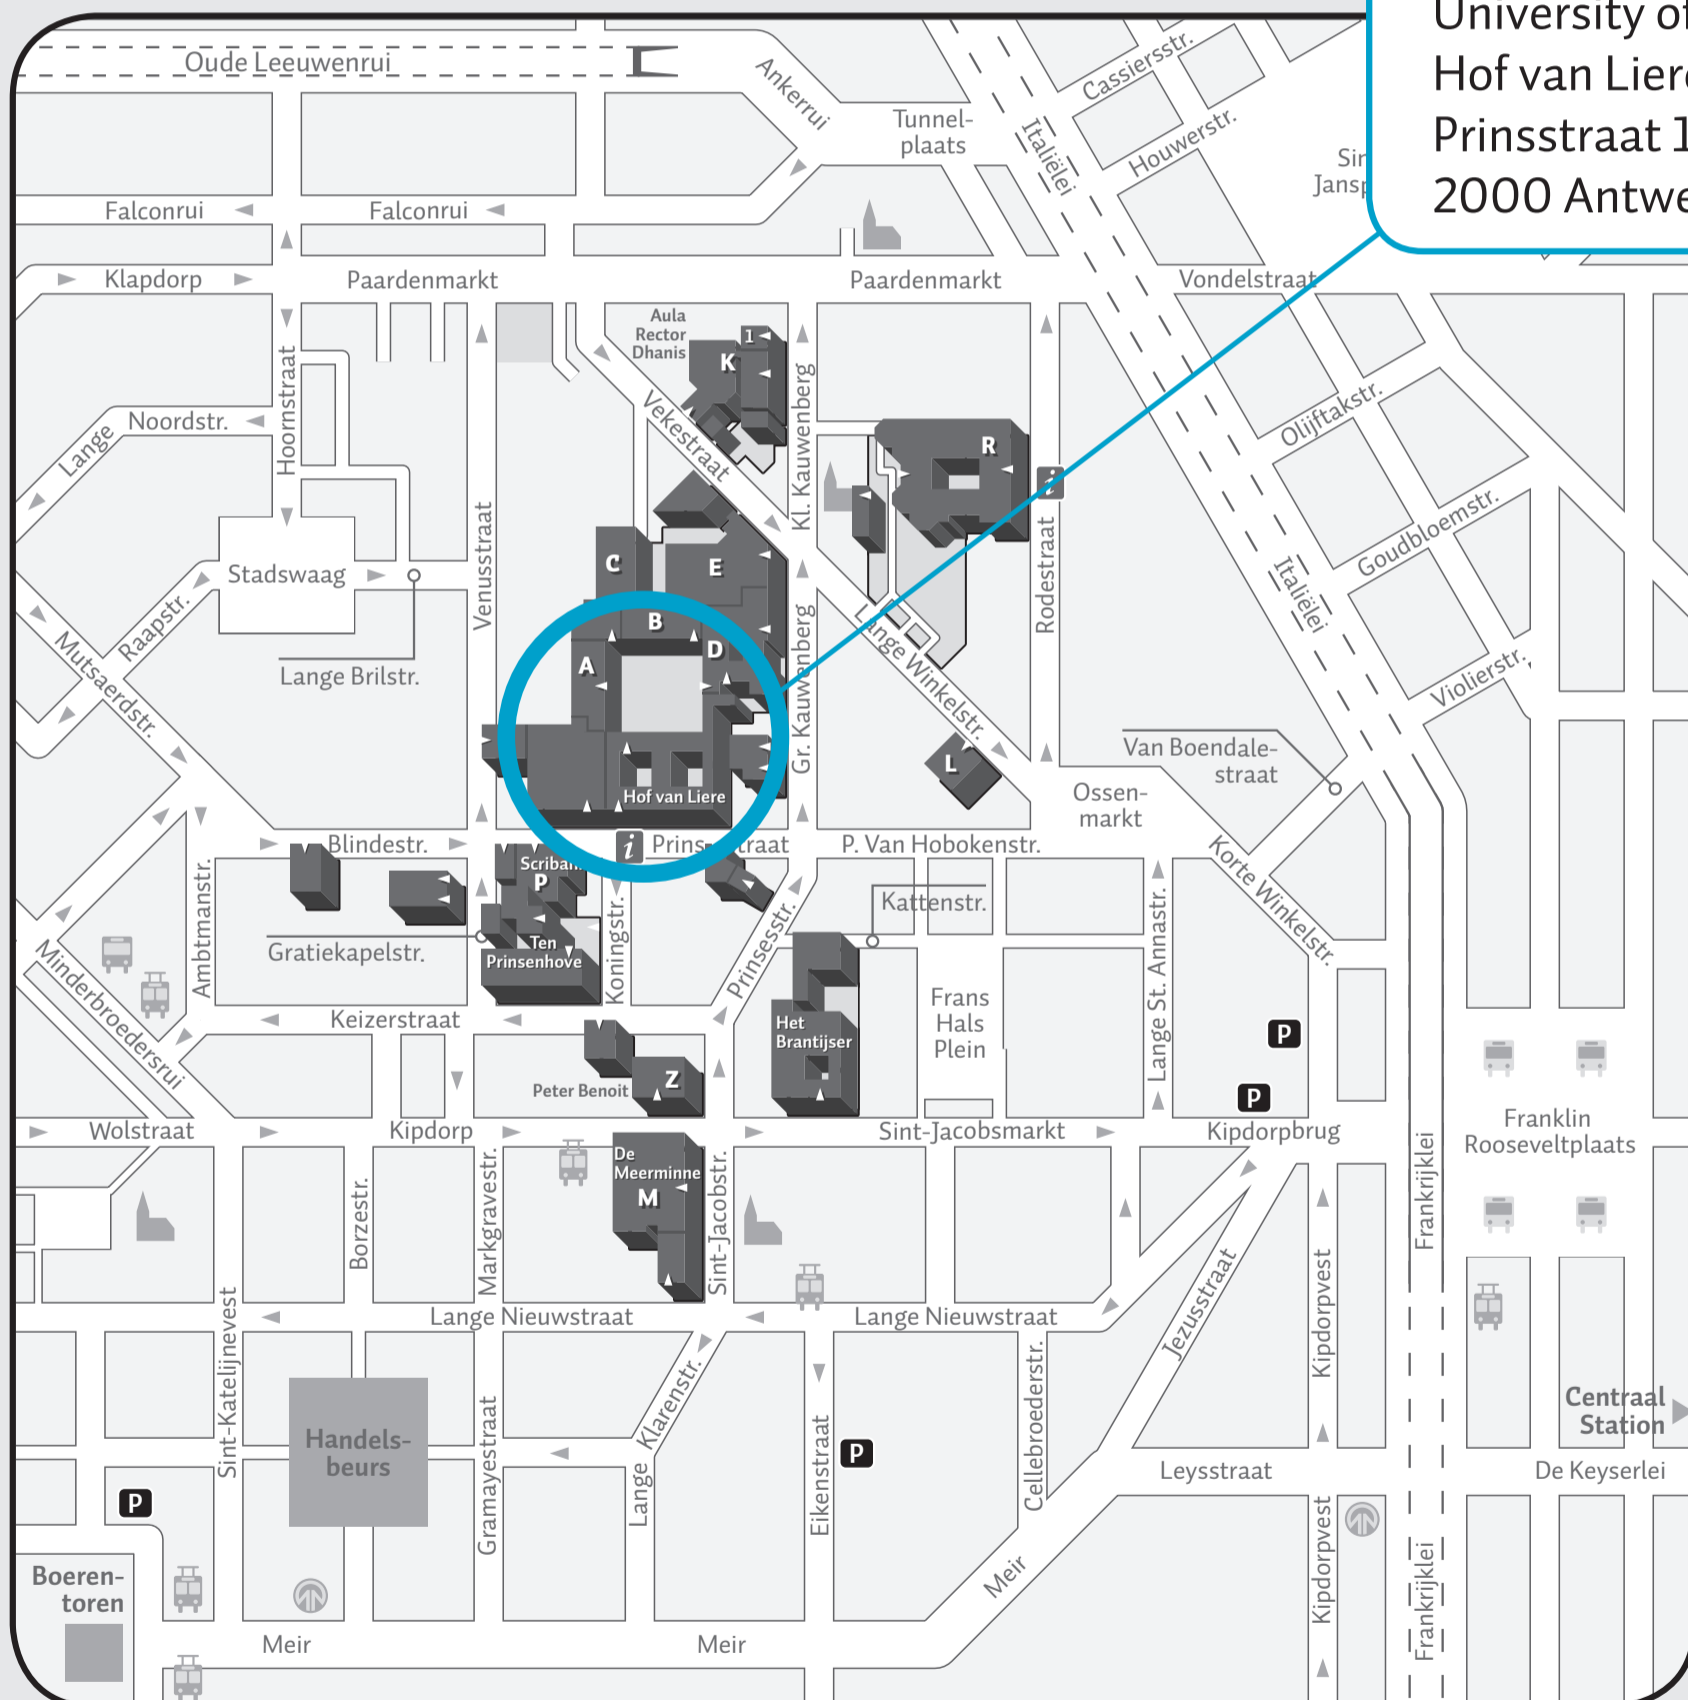 University of
Hof van Liere
Prinsstraat 1
2000 Antwe
Oude Leeuwenrui
Ankerrui
Tunnel-
plaats
Italiëlei
Cassiersstr.
Houwerstr.
Falconrui
Falconrui
Klapdorp
Paardenmarkt
Paardenmarkt
Vondelstraat
Aula
Rector
Dhanis
1
K
Noordstr.
Lange
Hoornstraat
Vekestraat
Kl. Kauwenberg
R
i
Olijftakstr.
Goudbloemstr.
Violierstr.
Italiëlei
Venusstraat
Stadswaag
Raapstr.
Mutsaerdstr.
Lange Brilstr.
C
E
B
D
A
Gr. Kauwenberg
Rodestraat
Lange Winkelstr.
L
Van Boendale-
straat
Ossen-
markt
Hof van Liere
Blindestr.
i
P. Van Hobokenstr.
Korte Winkelstr.
P
Kattenstr.
Gratiekapelstr.
Ten
Prinsenhove
Koningstr.
Prinsesstr.
Ambtmanstr.
Minderbroedersrui
Keizerstraat
Frans
Hals
Plein
Het
Brantijser
Lange St. Annastr.
P
P
Peter Benoit
Z
Wolstraat
Kipdorp
Sint-Jacobsmarkt
Kipdorpbrug
Franklin
Rooseveltplaats
De
Meerminne
M
Borzestr.
Markgravestr.
Sint-Jacobstr.
Frankrijklei
Jezusstraat
Kipdorpvest
Sint-Katelijnevest
Lange Nieuwstraat
Lange Nieuwstraat
Handels-
beurs
Gramayestraat
Lange Klarenstr.
Eikenstraat
P
Cellebroederstr.
Centraal
Station
Leysstraat
De Keyserlei
P
Boeren-
toren
Meir
Meir
Meir
Kipdorpvest
Frankrijklei